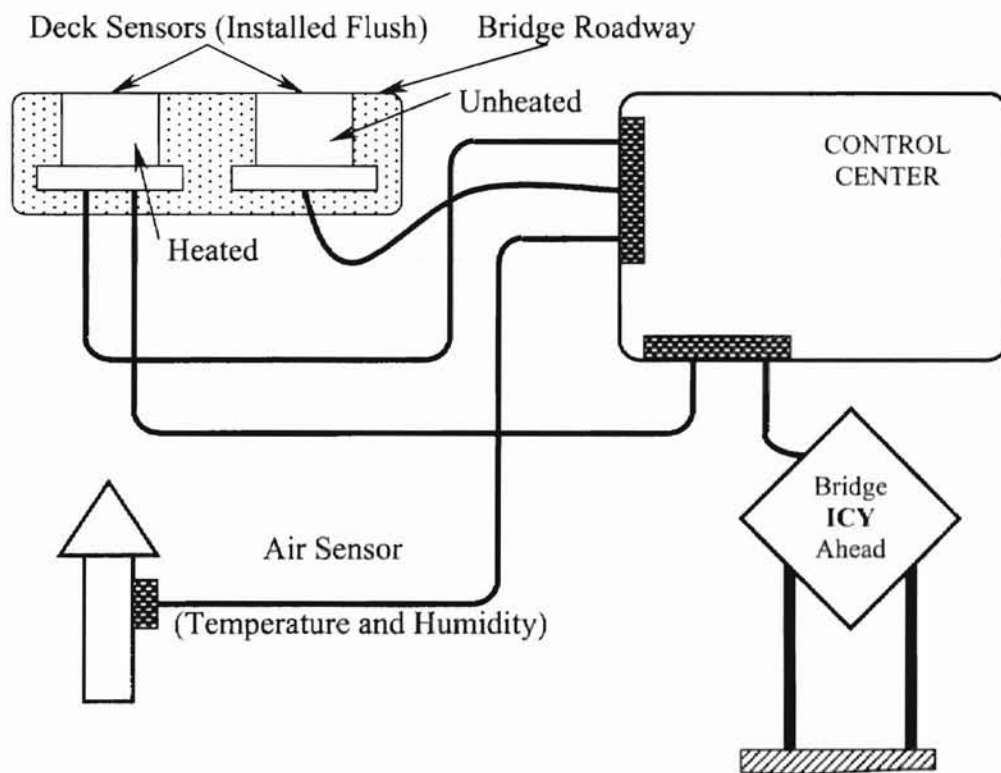 Deck Sensors (Installed Flush)
Bridge Roadway
Unheated
Heated
CONTROL
CENTER
Air Sensor
(Temperature and Humidity)
Bridge
ICY
Ahead